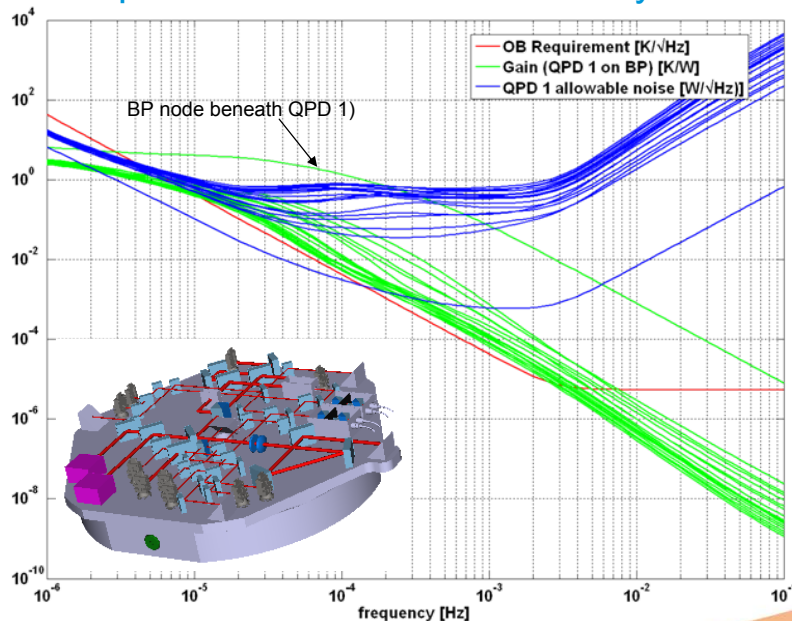 10^4
10^2
10^0
10^-2
10^-4
10^-6
10^-8
10^-10
OB Requirement [K/√Hz]
Gain (QPD 1 on BP) [K/W]
QPD 1 allowable noise [W/√Hz)]
BP node beneath QPD 1)
10^-6 10^-5 10^-4 10^-3 10^-2
frequency [Hz]